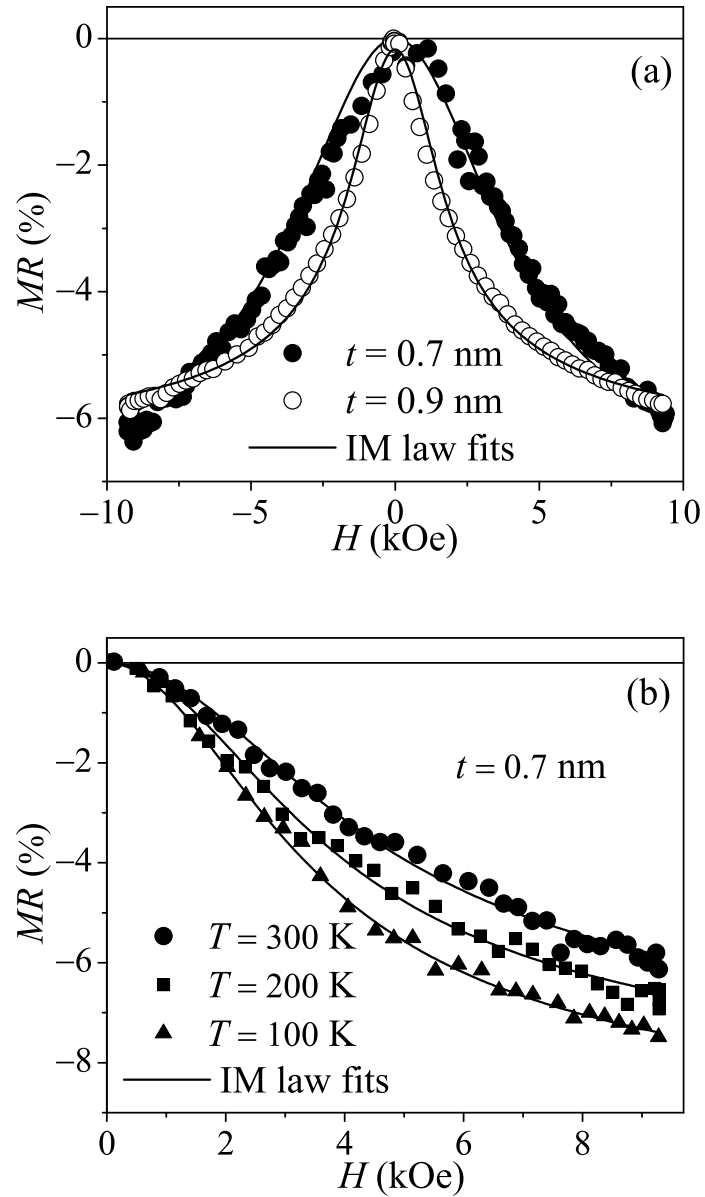 0
(a)
−2
MR (%)
−4
t = 0.7 nm
t = 0.9 nm
−6
IM law fits
−10
−5
0
5
10
H (kOe)
0
(b)
−2
t = 0.7 nm
MR (%)
−4
T = 300 K
−6
T = 200 K
T = 100 K
−8
IM law fits
0
2
4
6
8
H (kOe)